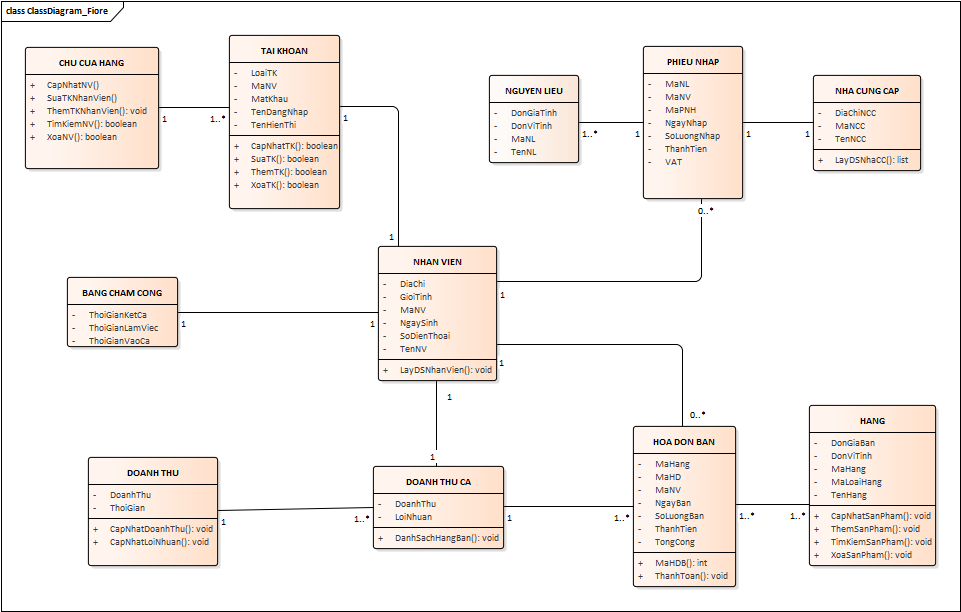 class ClassDiagram_Fiore
CHU CUA HANG
+ CapNhatNV()
+ SuaTKNhanVien()
+ ThemTKNhanVien(): void
+ TimKiemNV(): boolean
+ XoaNV(): boolean
1
1..*
TAI KHOAN
- LoaiTK
- MaNV
- MatKhau
- TenDangNhap
- TenHienThi
+ CapNhatTK(): boolean
+ SuaTK(): boolean
+ ThemTK(): boolean
+ XoaTK(): boolean
1
1
NGUYEN LIEU
- DonGiaTinh
- DonViTinh
- MaNL
- TenNL
1..*
1
PHIEU NHAP
- MaNL
- MaNV
- MaPNH
- NgayNhap
- SoLuongNhap
- ThanhTien
- VAT
1
1
0..*
NHA CUNG CAP
- DiaChiNCC
- MaNCC
- TenNCC
+ LayDSNhaCC(): list
BANG CHAM CONG
- ThoiGianKetCa
- ThoiGianLamViec
- ThoiGianVaoCa
1
1
NHAN VIEN
- DiaChi
- GioiTinh
- MaNV
- NgaySinh
- SoDienThoai
- TenNV
+ LayDSNhanVien(): void
1
1
1
1
0..*
DOANH THU
- DoanhThu
- ThoiGian
+ CapNhatDoanhThu(): void
+ CapNhatLoiNhuan(): void
1
1..*
DOANH THU CA
- DoanhThu
- LoiNhuan
+ DanhSachHangBan(): void
1
1..*
HOA DON BAN
- MaHang
- MaHD
- MaNV
- NgayBan
- SoLuongBan
- ThanhTien
- TongCong
+ MaHDB(): int
+ ThanhToan(): void
1..*
1..*
HANG
- DonGiaBan
- DonViTinh
- MaHang
- MaLoaiHang
- TenHang
+ CapNhatSanPham(): void
+ ThemSanPham(): void
+ TimKiemSanPham(): void
+ XoaSanPham(): void